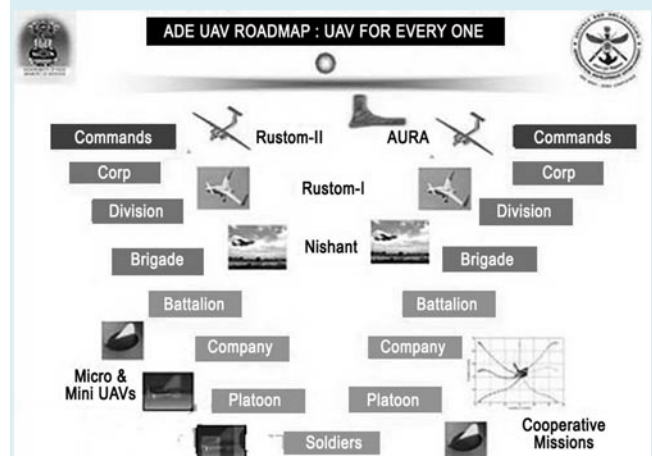 ADE UAV ROADMAP : UAV FOR EVERY ONE
Commands
Rustom-II
AURA
Commands
Corp
Rustom-I
Corp
Division
Division
Nishant
Brigade
Brigade
Battalion
Battalion
Company
Company
Micro &
Mini UAVs
Platoon
Platoon
Cooperative
Missions
Soldiers